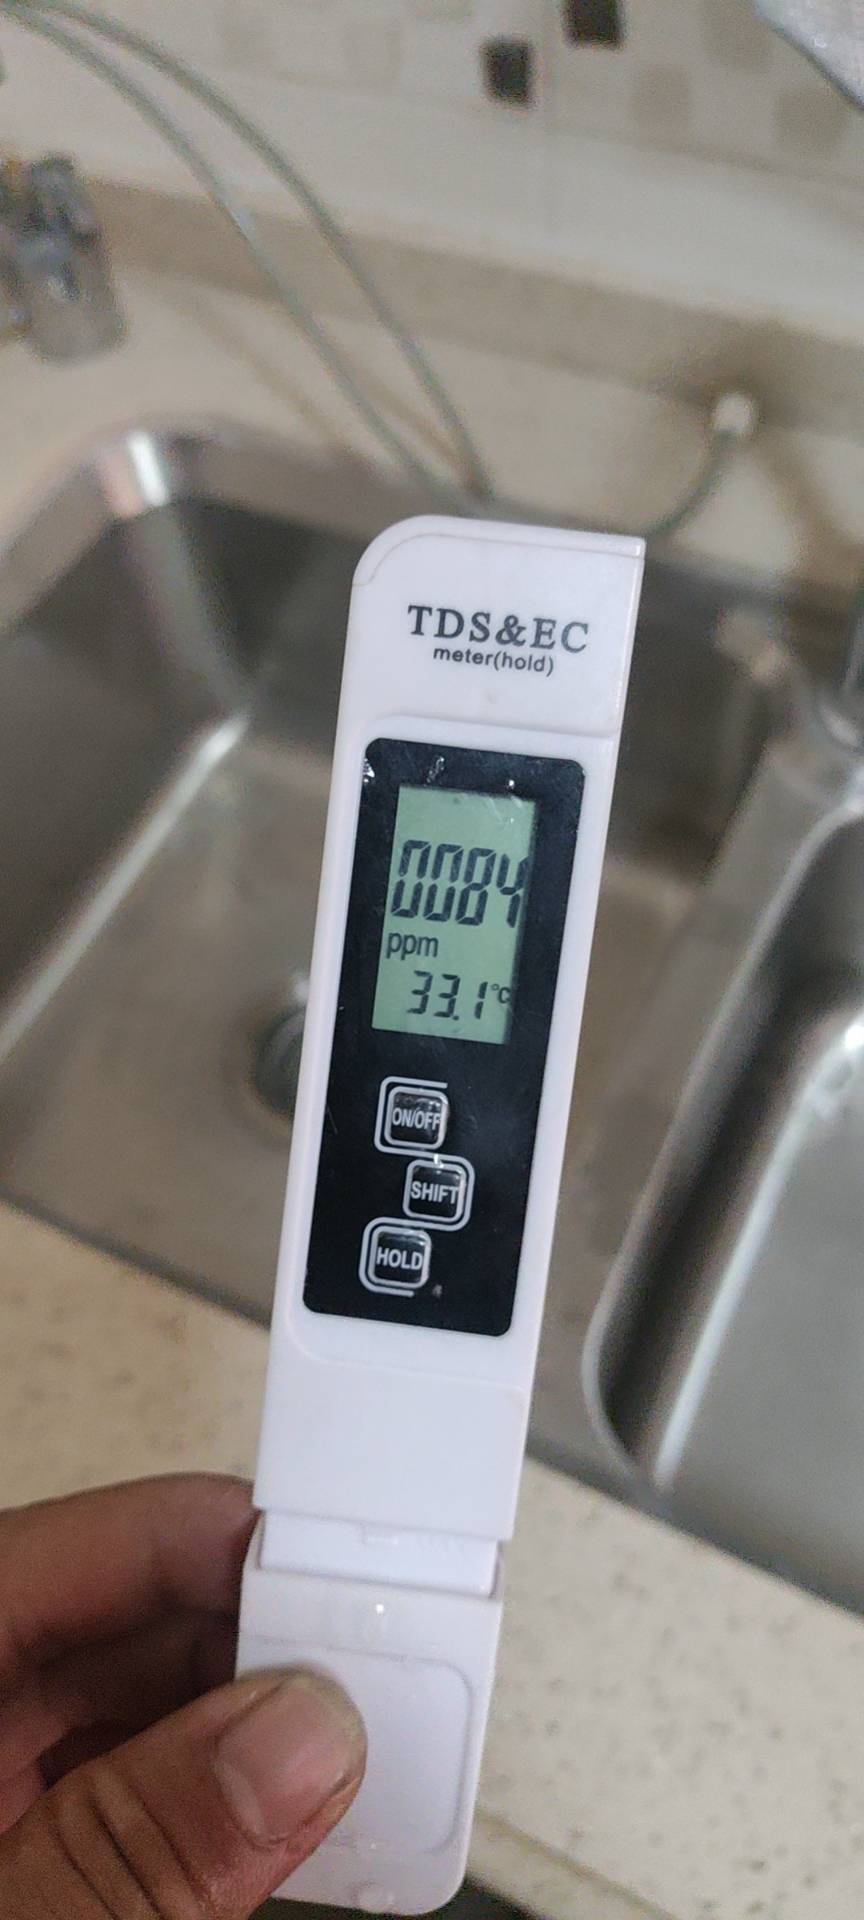 TDS&EC
meter(hold)
0084
ppm
33.1°C
ON/OFF
SHIFT
HOLD